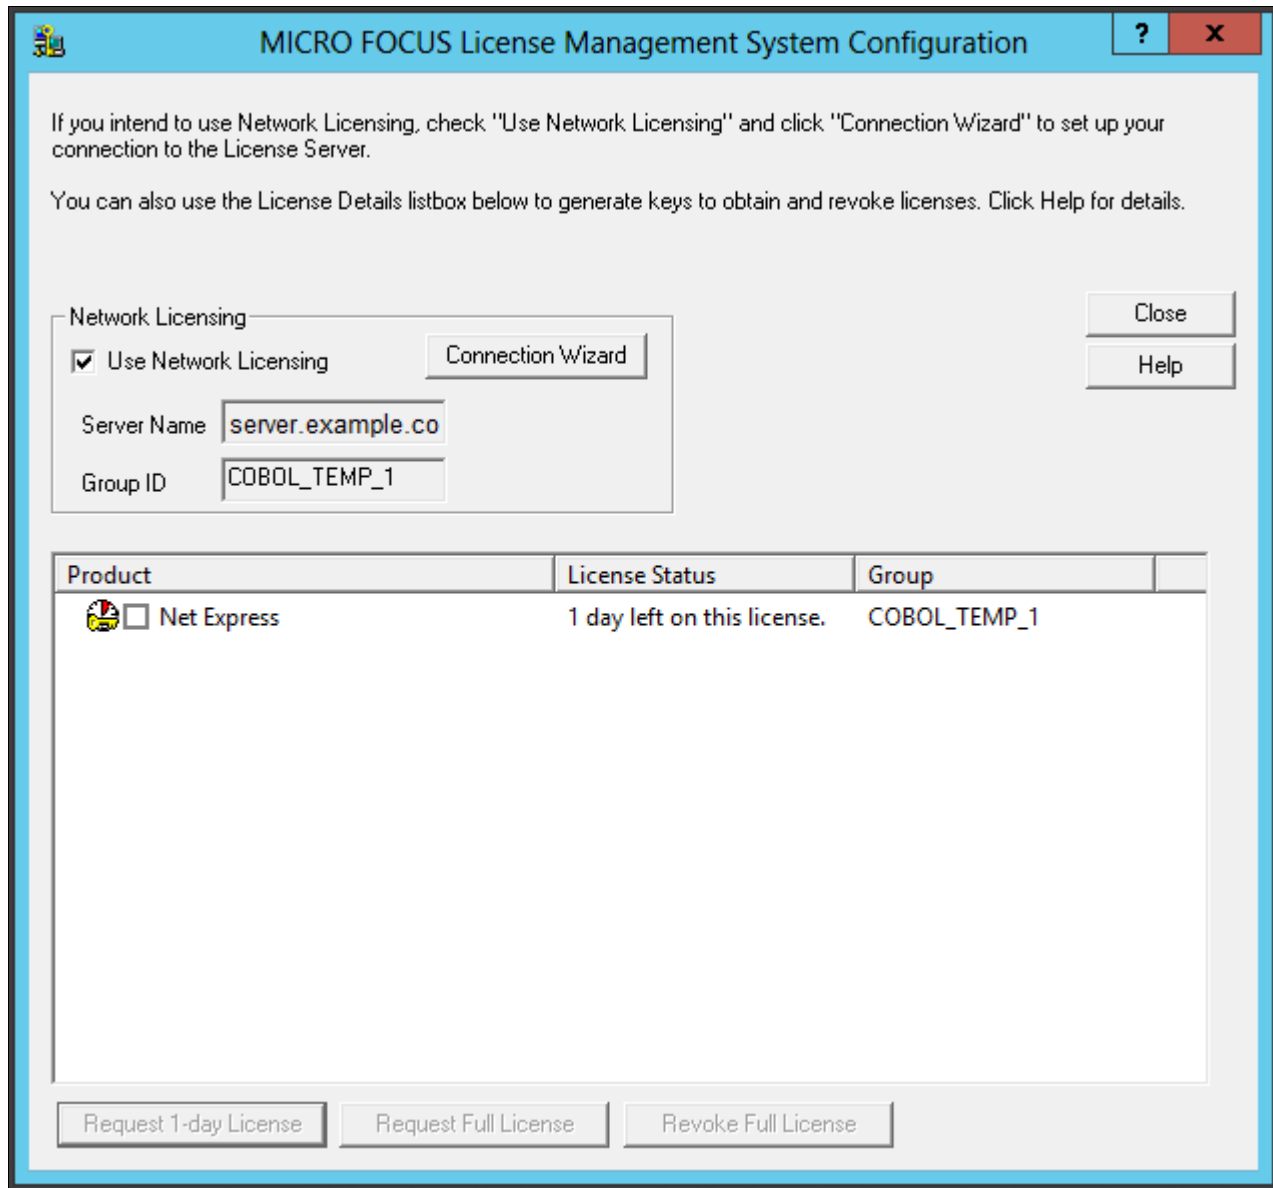 MICRO FOCUS License Management System Configuration
?
x
If you intend to use Network Licensing, check "Use Network Licensing" and click "Connection Wizard" to set up your
connection to the License Server.
You can also use the License Details listbox below to generate keys to obtain and revoke licenses. Click Help for details.
Network Licensing
Close
Use Network Licensing
Connection Wizard
Help
Server Name
server.example.co
Group ID
COBOL_TEMP_1
Product
License Status
Group
Net Express
1 day left on this license.
COBOL_TEMP_1
Request 1-day License
Request Full License
Revoke Full License